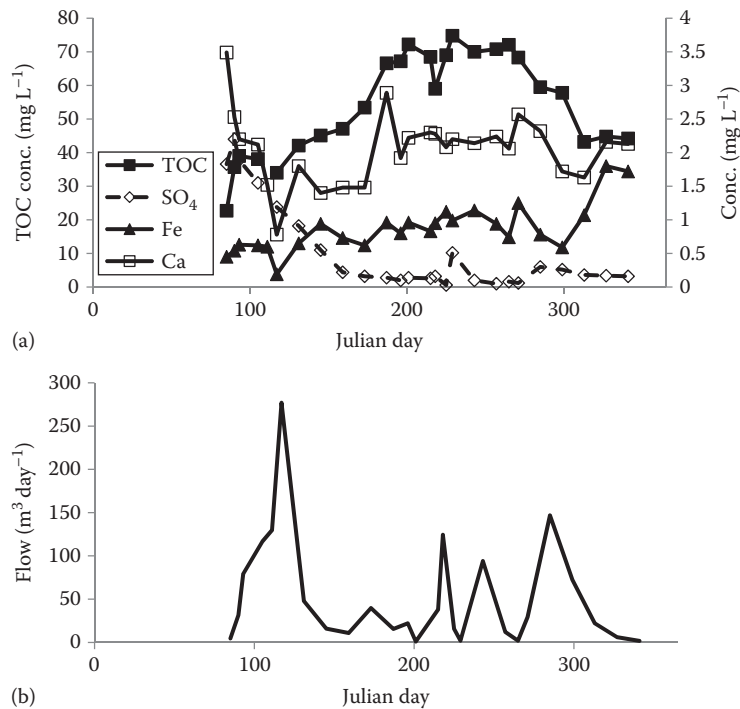 80
70
60
50
40
30
20
10
0
TOC conc. (mg L⁻¹)
TOC
SO₄
Fe
Ca
4
3.5
3
2.5
2
1.5
1
0.5
0
Conc. (mg L⁻¹)
0 100 200 300
(a) Julian day
300
250
200
150
100
50
0
Flow (m³ day⁻¹)
0 100 200 300
(b) Julian day